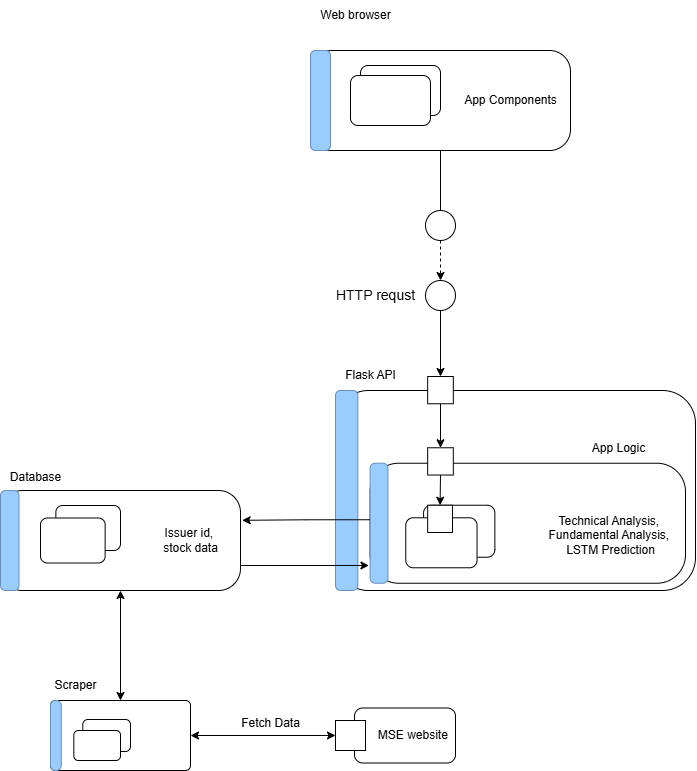 Web browser
App Components
HTTP requst
Flask API
App Logic
Database
Issuer id,
stock data
Technical Analysis,
Fundamental Analysis,
LSTM Prediction
Scraper
Fetch Data
MSE website